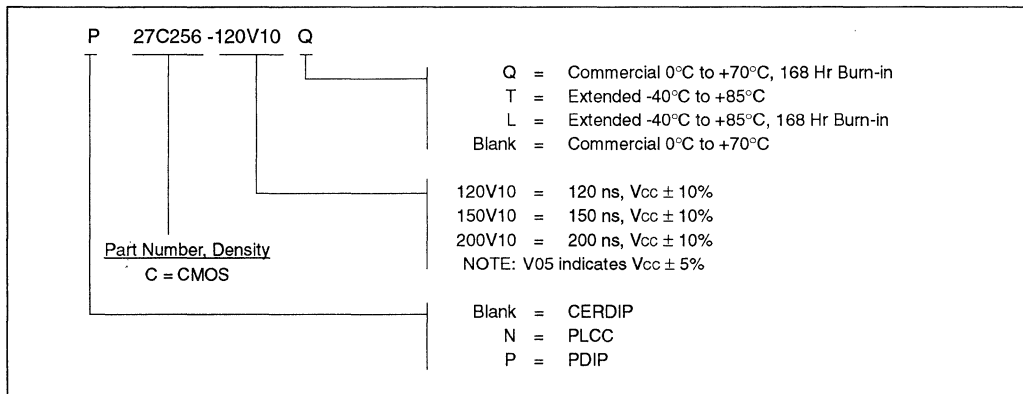 P 27C256 -120V10 Q
Q = Commercial 0°C to +70°C, 168 Hr Burn-in
T = Extended -40°C to +85°C
L = Extended -40°C to +85°C, 168 Hr Burn-in
Blank = Commercial 0°C to +70°C
120V10 = 120 ns, Vcc ± 10%
150V10 = 150 ns, Vcc ± 10%
200V10 = 200 ns, Vcc ± 10%
NOTE: V05 indicates Vcc ± 5%
Part Number, Density
C = CMOS
Blank = CERDIP
N = PLCC
P = PDIP